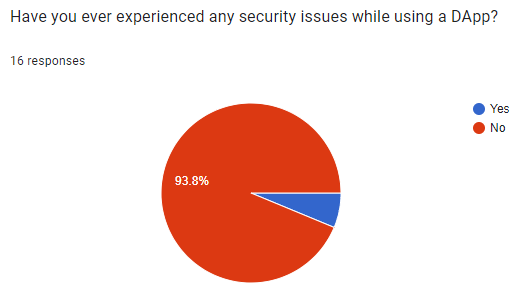 Have you ever experienced any security issues while using a DApp?
16 responses
Yes
No
93.8%